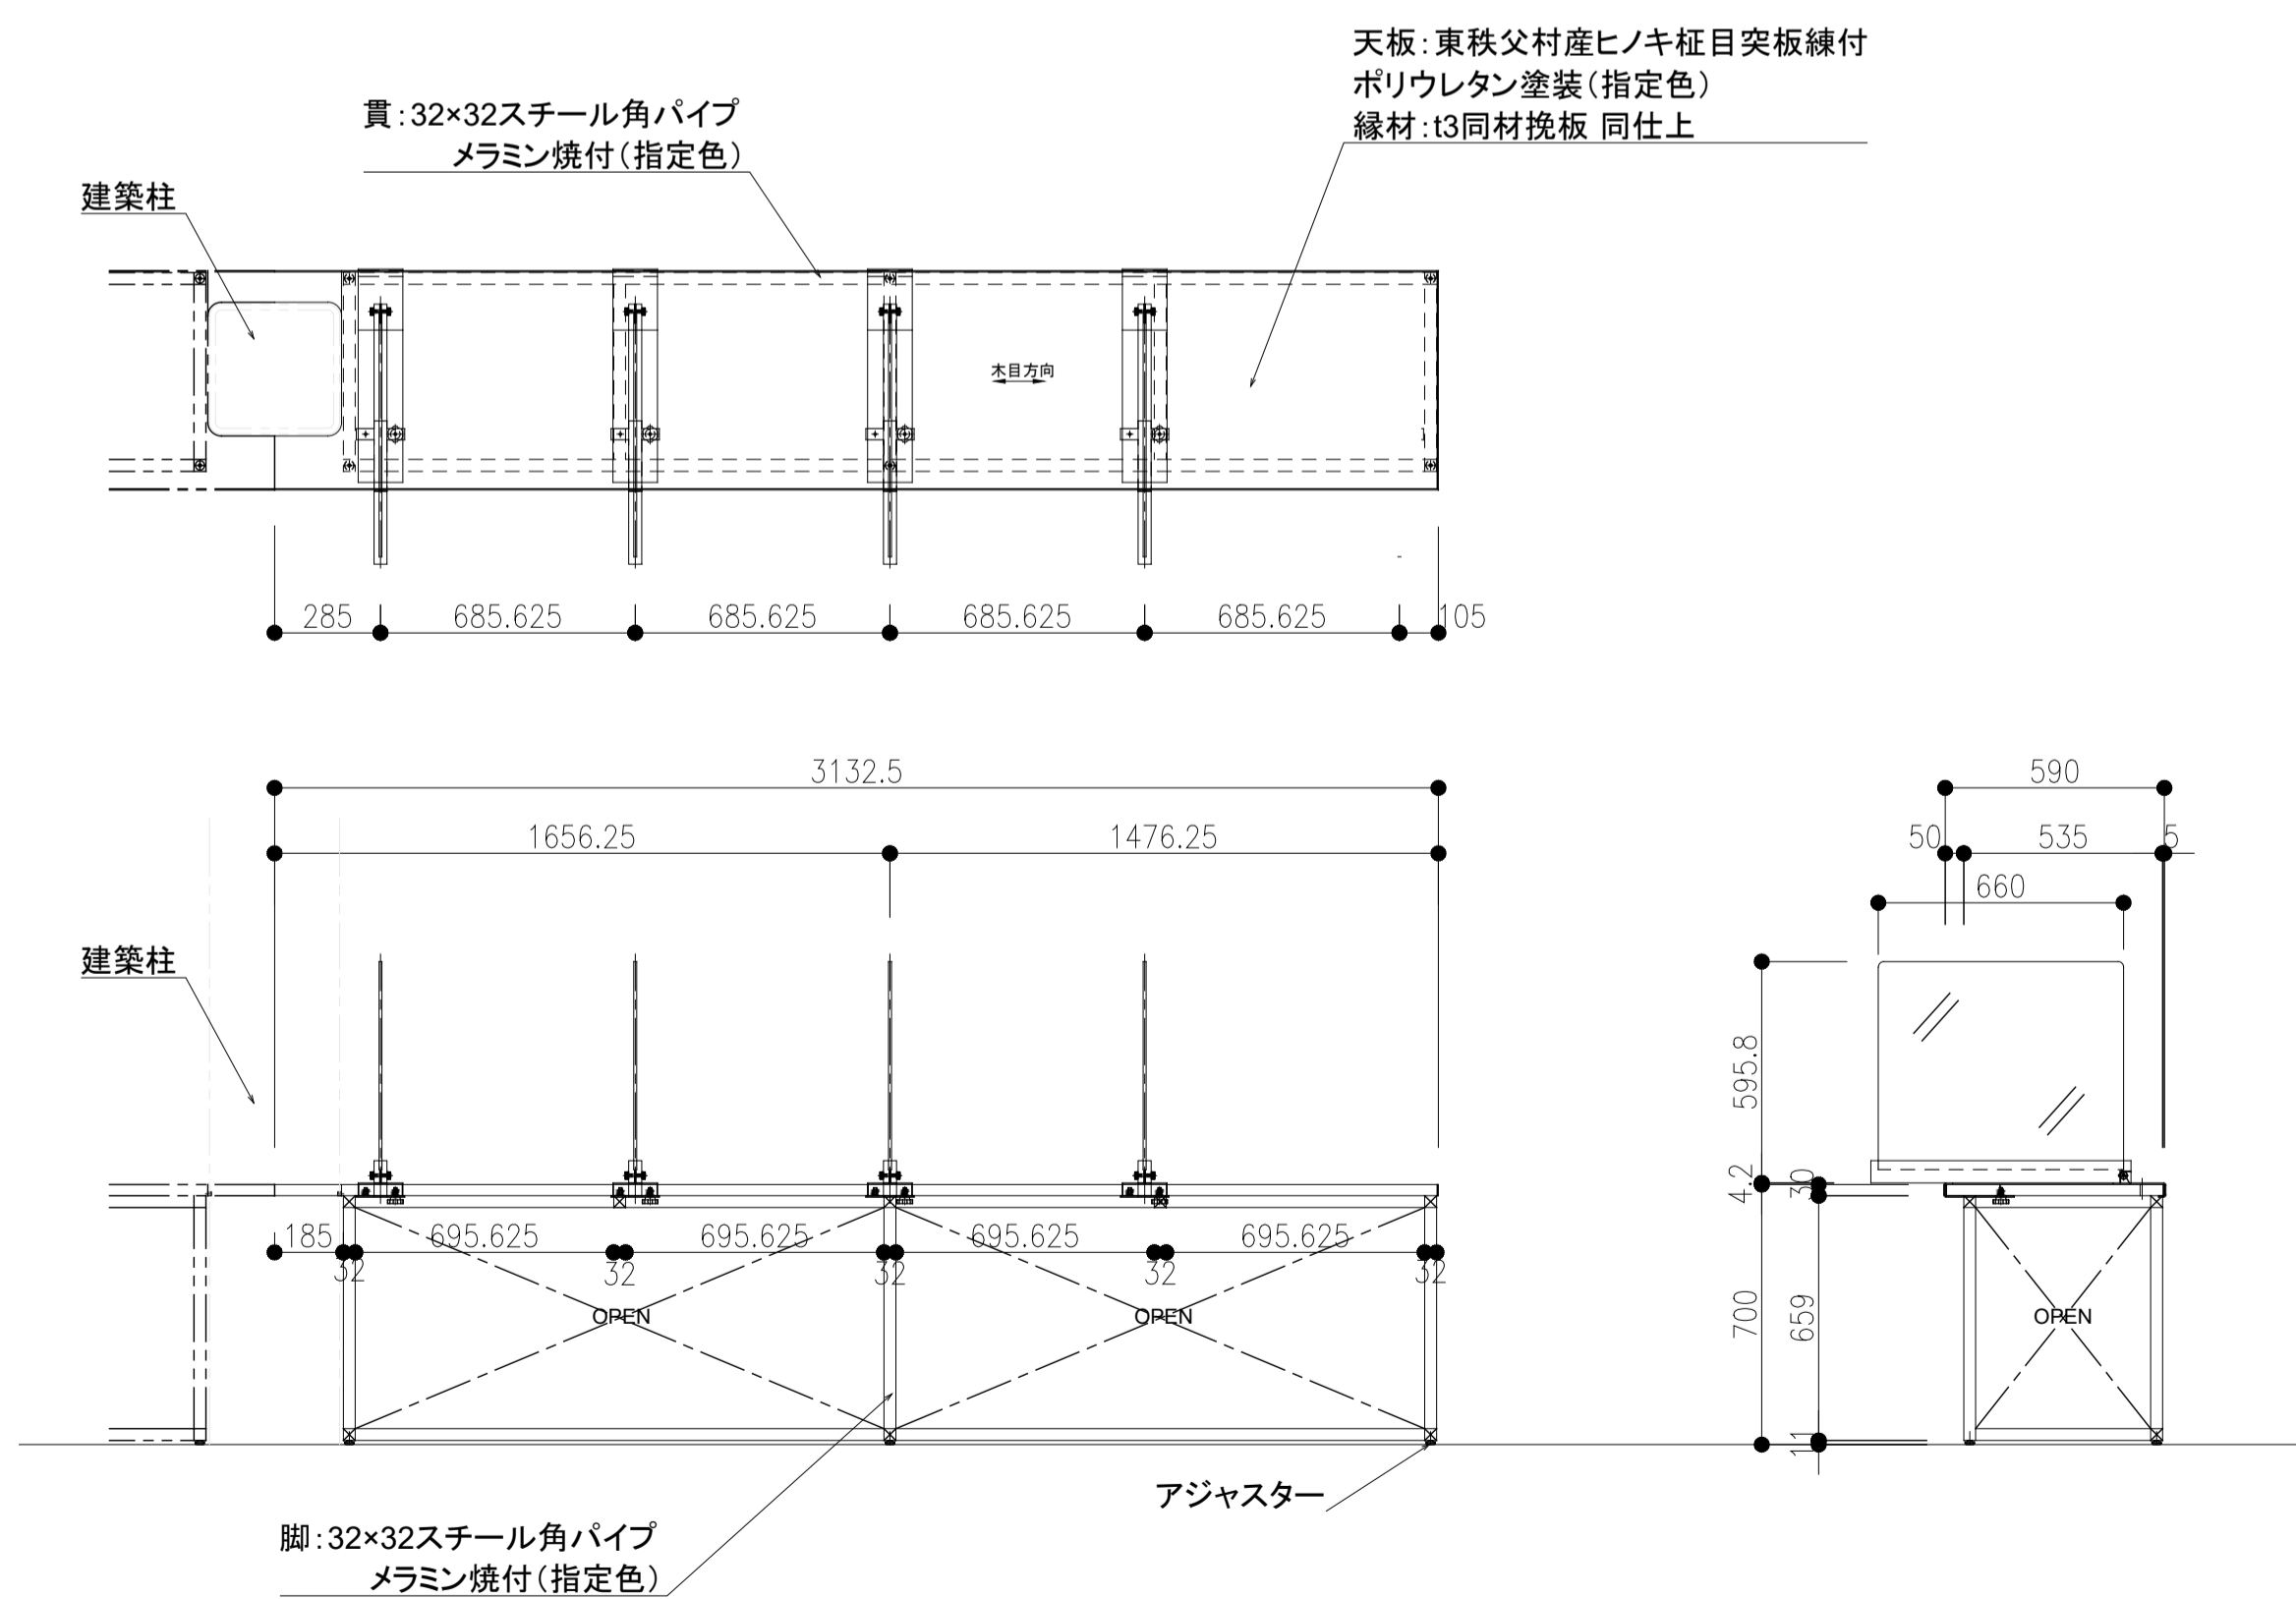 天板：東秩父村産ヒノキ柾目突板練付
ポリウレタン塗装（指定色）
縁材：t3同材挽板 同仕上
貫：32×32スチール角パイプ
メラミン焼付（指定色）
建築柱
木目方向
285 685.625 685.625 685.625 685.625 105
3132.5
1656.25 1476.25
590
50 535 5
660
建築柱
595.8
4.2
30
185 32 695.625 32 695.625 32 695.625 32 695.625 32
OPEN OPEN OPEN
700
659
11
アジャスター
脚：32×32スチール角パイプ
メラミン焼付（指定色）